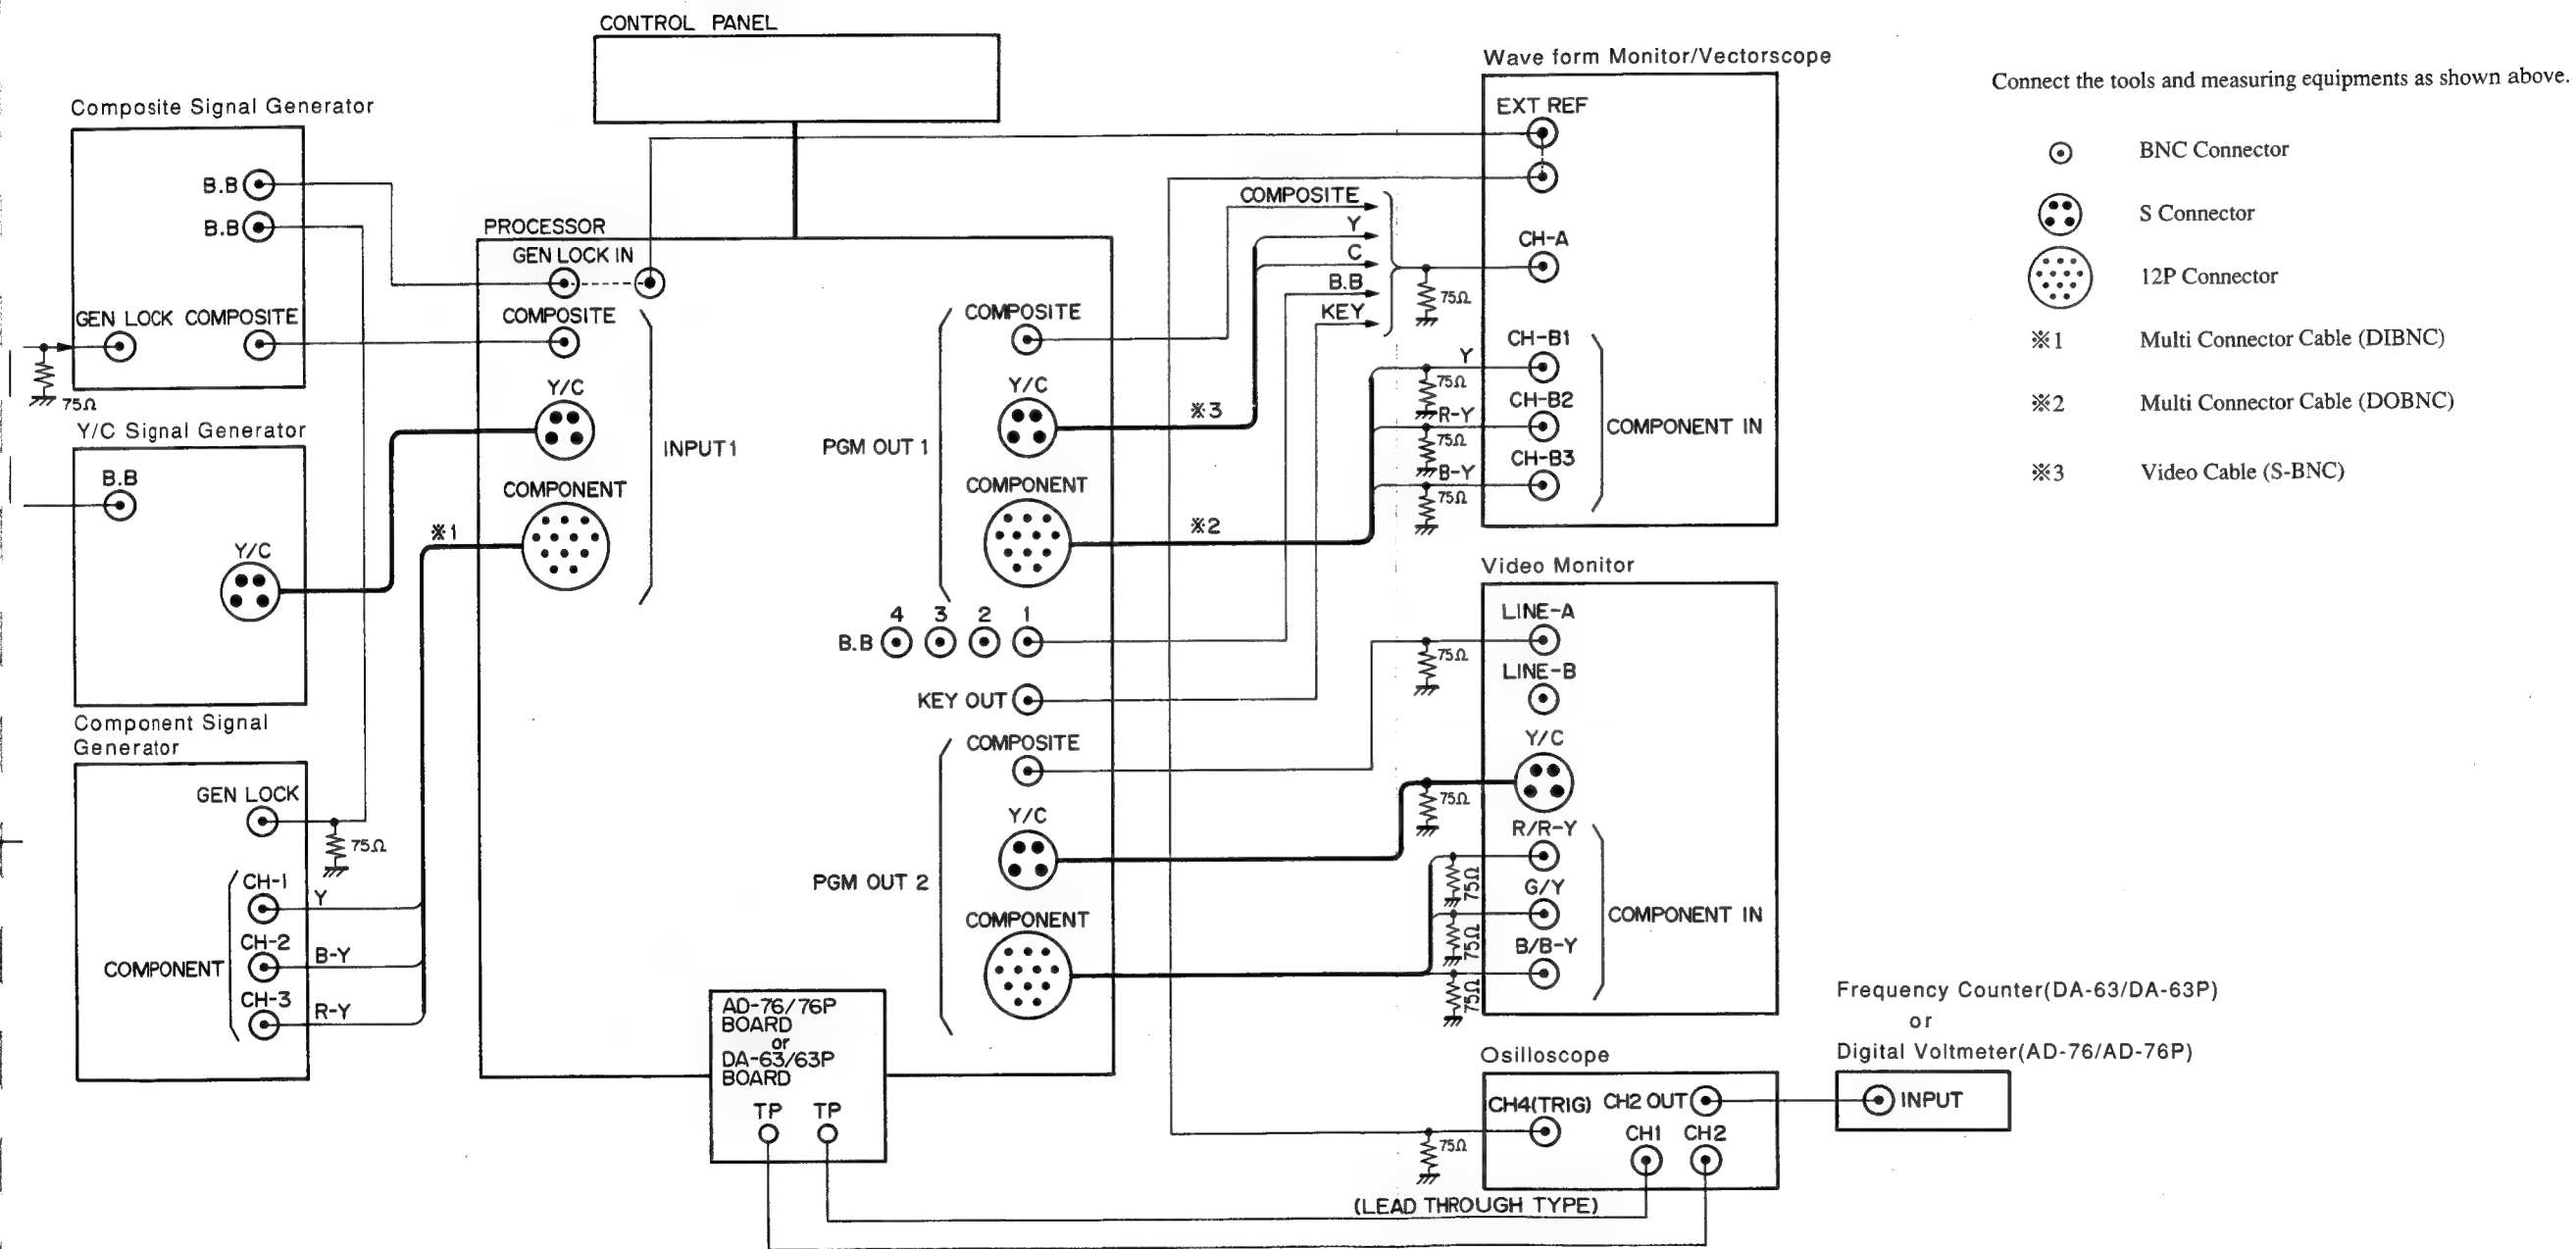 CONTROL PANEL
Composite Signal Generator
B.B
B.B
GEN LOCK COMPOSITE
75Ω
Y/C Signal Generator
B.B
Y/C
Component Signal
Generator
GEN LOCK
75Ω
CH-1
Y
CH-2
B-Y
COMPONENT
CH-3
R-Y
※1
PROCESSOR
GEN LOCK IN
COMPOSITE
Y/C
INPUT1
COMPONENT
COMPOSITE
Y/C
PGM OUT 1
COMPONENT
※3
※2
4 3 2 1
B.B
KEY OUT
COMPOSITE
Y/C
PGM OUT 2
COMPONENT
AD-76/76P
BOARD
or
DA-63/63P
BOARD
TP TP
COMPOSITE
Y
C
B.B
KEY
75Ω
Wave form Monitor/Vectorscope
EXT REF
CH-A
CH-B1
Y
75Ω
CH-B2
R-Y
75Ω
CH-B3
B-Y
75Ω
COMPONENT IN
Video Monitor
LINE-A
75Ω
LINE-B
Y/C
75Ω
R/R-Y
75Ω
G/Y
75Ω
B/B-Y
75Ω
COMPONENT IN
Osilloscope
CH4(TRIG) CH2 OUT
75Ω
CH1 CH2
(LEAD THROUGH TYPE)
Frequency Counter(DA-63/DA-63P)
or
Digital Voltmeter(AD-76/AD-76P)
INPUT
Connect the tools and measuring equipments as shown above.
BNC Connector
S Connector
12P Connector
※1 Multi Connector Cable (DIBNC)
※2 Multi Connector Cable (DOBNC)
※3 Video Cable (S-BNC)